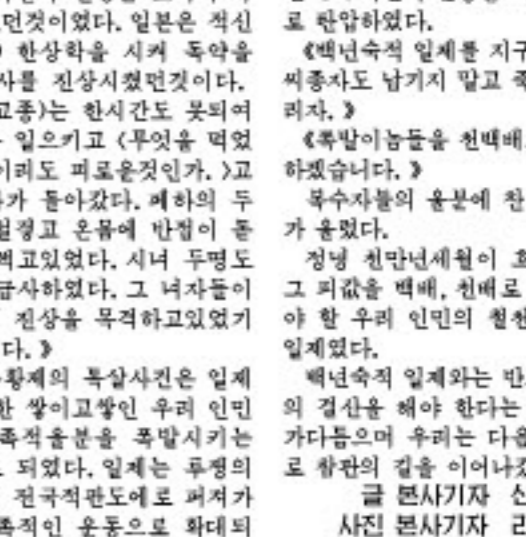 던것이였다. 일본은 적신
한상학을 시켜 독약을
사를 진상시켰던것이다.
고종)는 한시간도 못되여
일으키고 〈무엇을 먹었
이리도 괴로운것인가.〉고
가 돌아갔다. 페하의 두
벌겋고 온몸에 반점이 돋
썩고있었다. 시녀 두명도
급사하였다. 그 녀자들이
진상을 목격하고있었기
다.》
황제의 독살사건은 일제
한 쌓이고쌓인 우리 인민
족적울분을 폭발시키는
되였다. 일제는 투쟁의
전국적판도에로 퍼져가
족적인 운동으로 확대되
로 탄압하였다.
《백년숙적 일제를 지구
씨종자도 남기지 말고 죽
리자.》
《쪽발이놈들을 천백배
하겠습니다.》
복수자들의 울분에 찬
가 울렸다.
정녕 천만년세월이 흐
그 피값을 백배, 천배로
야 할 우리 인민의 철천
일제였다.
백년숙적 일제와는 반
의 결산을 해야 한다는
가다듬으며 우리는 다음
로 참관의 길을 이어나갔
글 본사기자
사진 본사기자